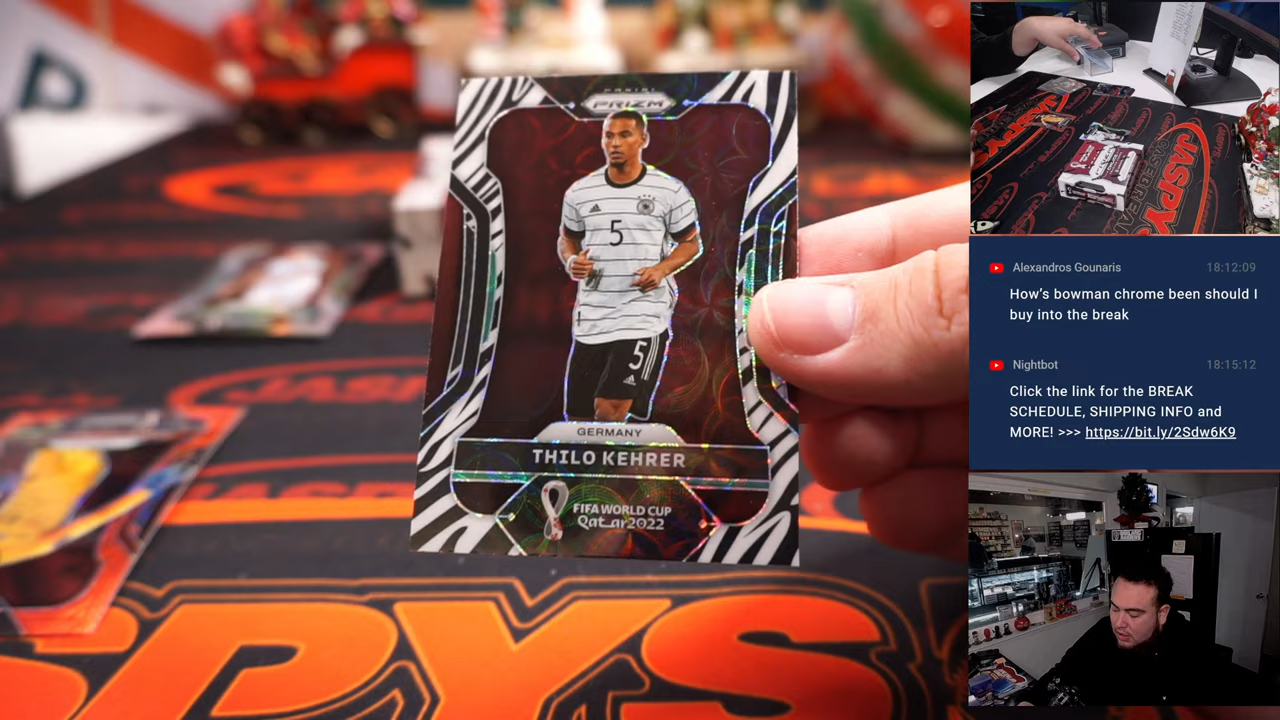 PANINI
PRIZM
5
5
GERMANY
THILO KEHRER
FIFA WORLD CUP
Qatar2022
JASPYS
SPYS
Alexandros Gounaris 18:12:09
How's bowman chrome been should I
buy into the break
Nightbot 18:15:12
Click the link for the BREAK
SCHEDULE, SHIPPING INFO and
MORE! >>> https://bit.ly/2Sdw6K9